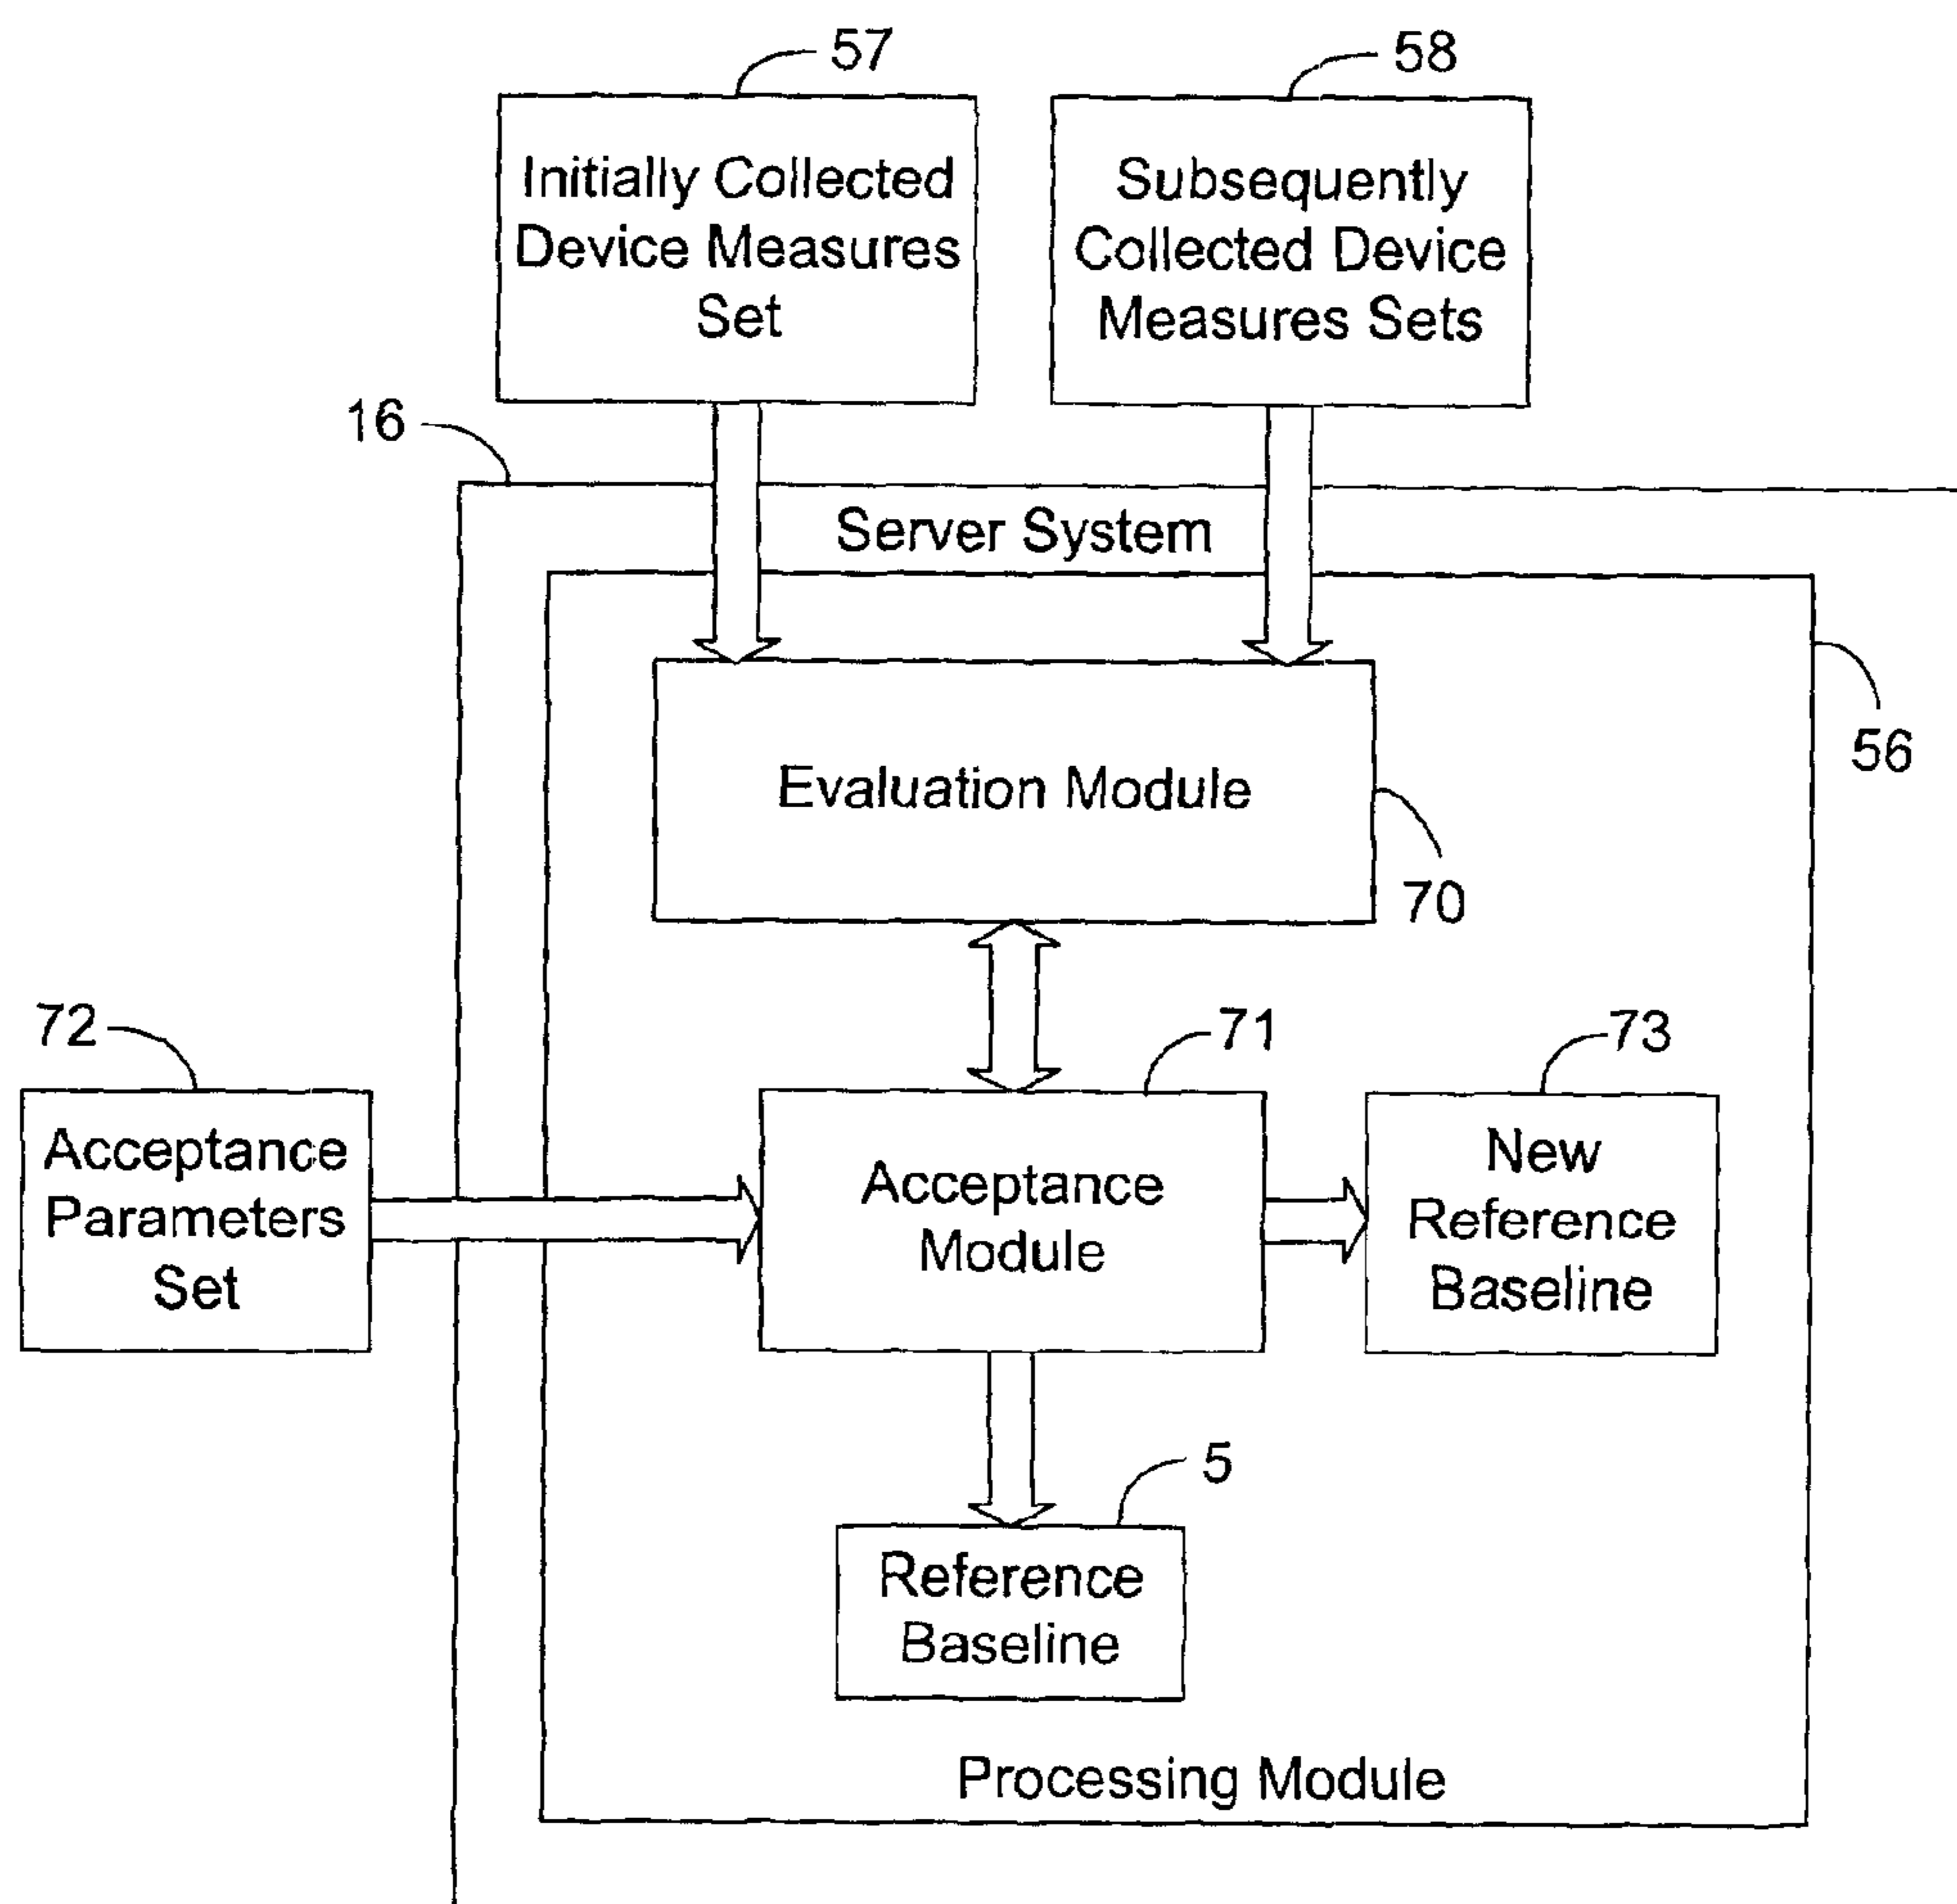 57
58
Initially Collected
Device Measures
Set
Subsequently
Collected Device
Measures Sets
16
Server System
56
Evaluation Module
70
72
71
73
Acceptance
Parameters
Set
Acceptance
Module
New
Reference
Baseline
5
Reference
Baseline
Processing Module